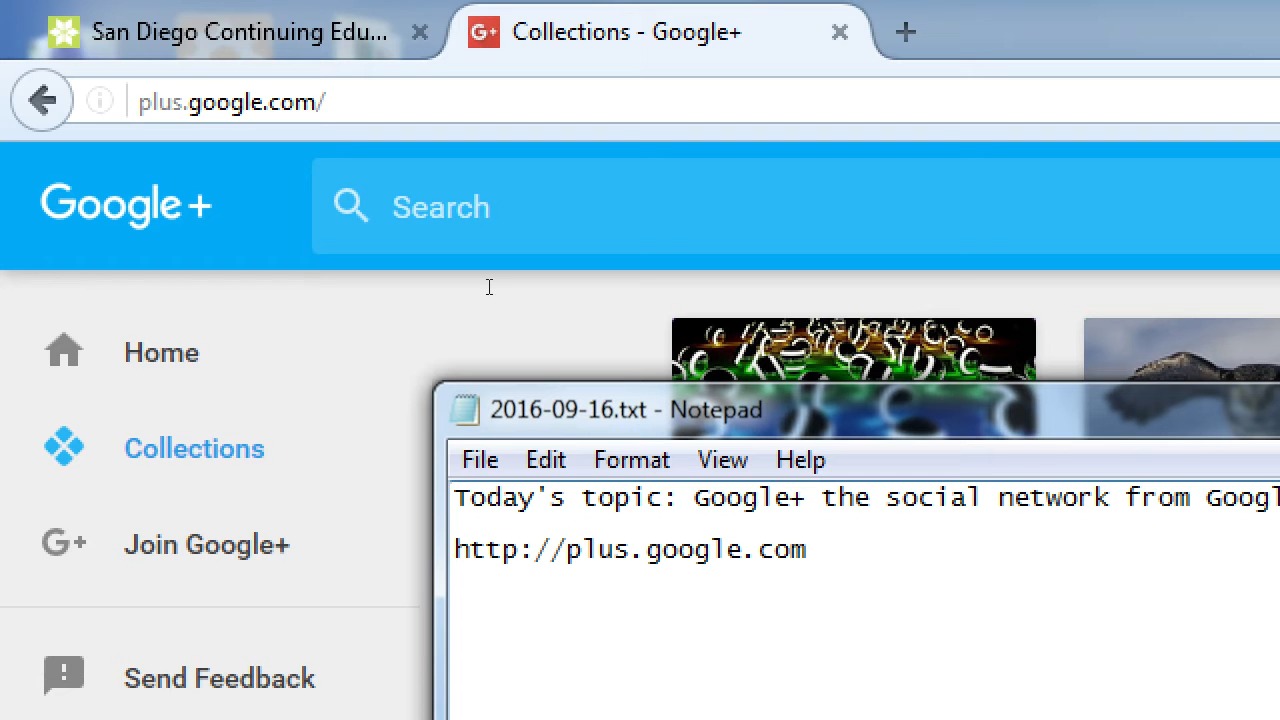 San Diego Continuing Edu...
G+ Collections - Google+
plus.google.com/
Google+
Search
Home
Collections
G+ Join Google+
Send Feedback
2016-09-16.txt - Notepad
File Edit Format View Help
Today's topic: Google+ the social network from Googl
http://plus.google.com